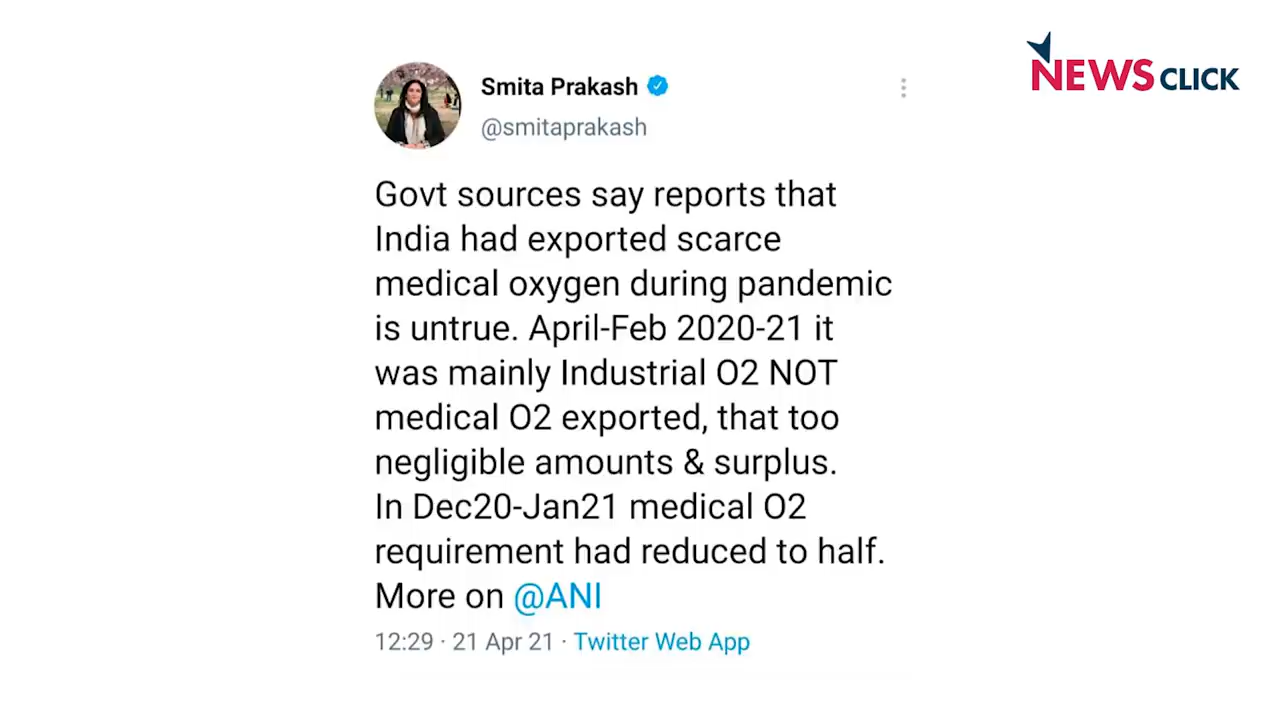 NEWS CLICK
Smita Prakash
@smitaprakash
Govt sources say reports that
India had exported scarce
medical oxygen during pandemic
is untrue. April-Feb 2020-21 it
was mainly Industrial O2 NOT
medical O2 exported, that too
negligible amounts & surplus.
In Dec20-Jan21 medical O2
requirement had reduced to half.
More on @ANI
12:29 · 21 Apr 21 · Twitter Web App